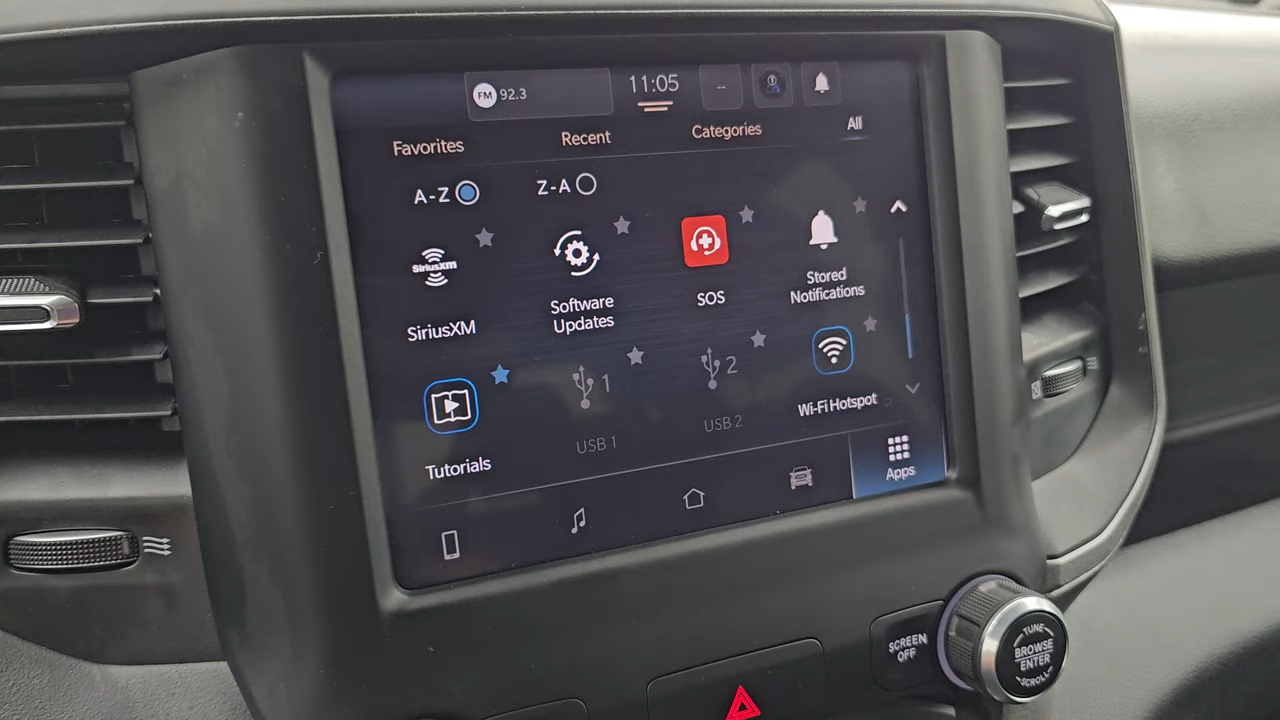 FM 92.3
11:05
--
Favorites
Recent
Categories
All
A-Z
Z-A
SiriusXM
SiriusXM
Software
Updates
SOS
Stored
Notifications
Tutorials
1
USB 1
2
USB 2
Wi-Fi Hotspot
Apps
SCREEN
OFF
TUNE
BROWSE
ENTER
SCROLL